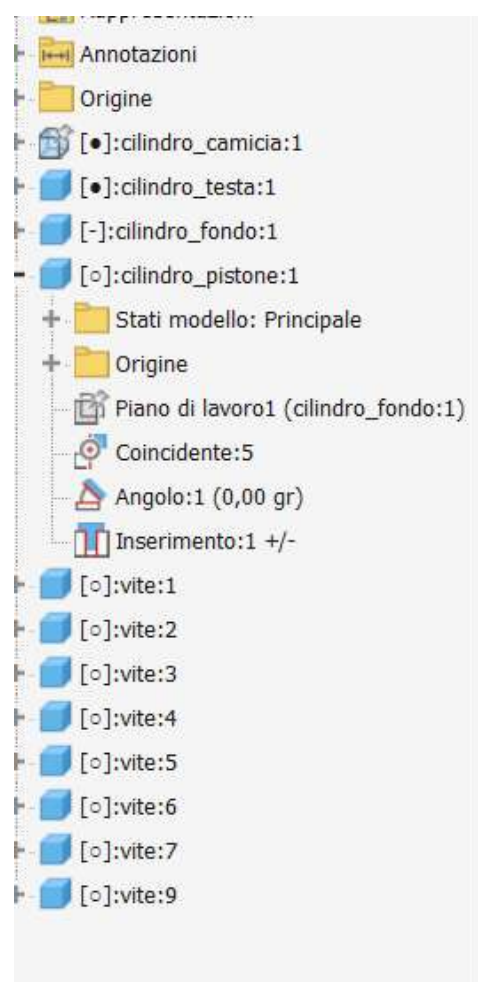 Rappresentazioni
Annotazioni
Origine
[●]:cilindro_camicia:1
[●]:cilindro_testa:1
[-]:cilindro_fondo:1
[○]:cilindro_pistone:1
Stati modello: Principale
Origine
Piano di lavoro1 (cilindro_fondo:1)
Coincidente:5
Angolo:1 (0,00 gr)
Inserimento:1 +/-
[○]:vite:1
[○]:vite:2
[○]:vite:3
[○]:vite:4
[○]:vite:5
[○]:vite:6
[○]:vite:7
[○]:vite:9